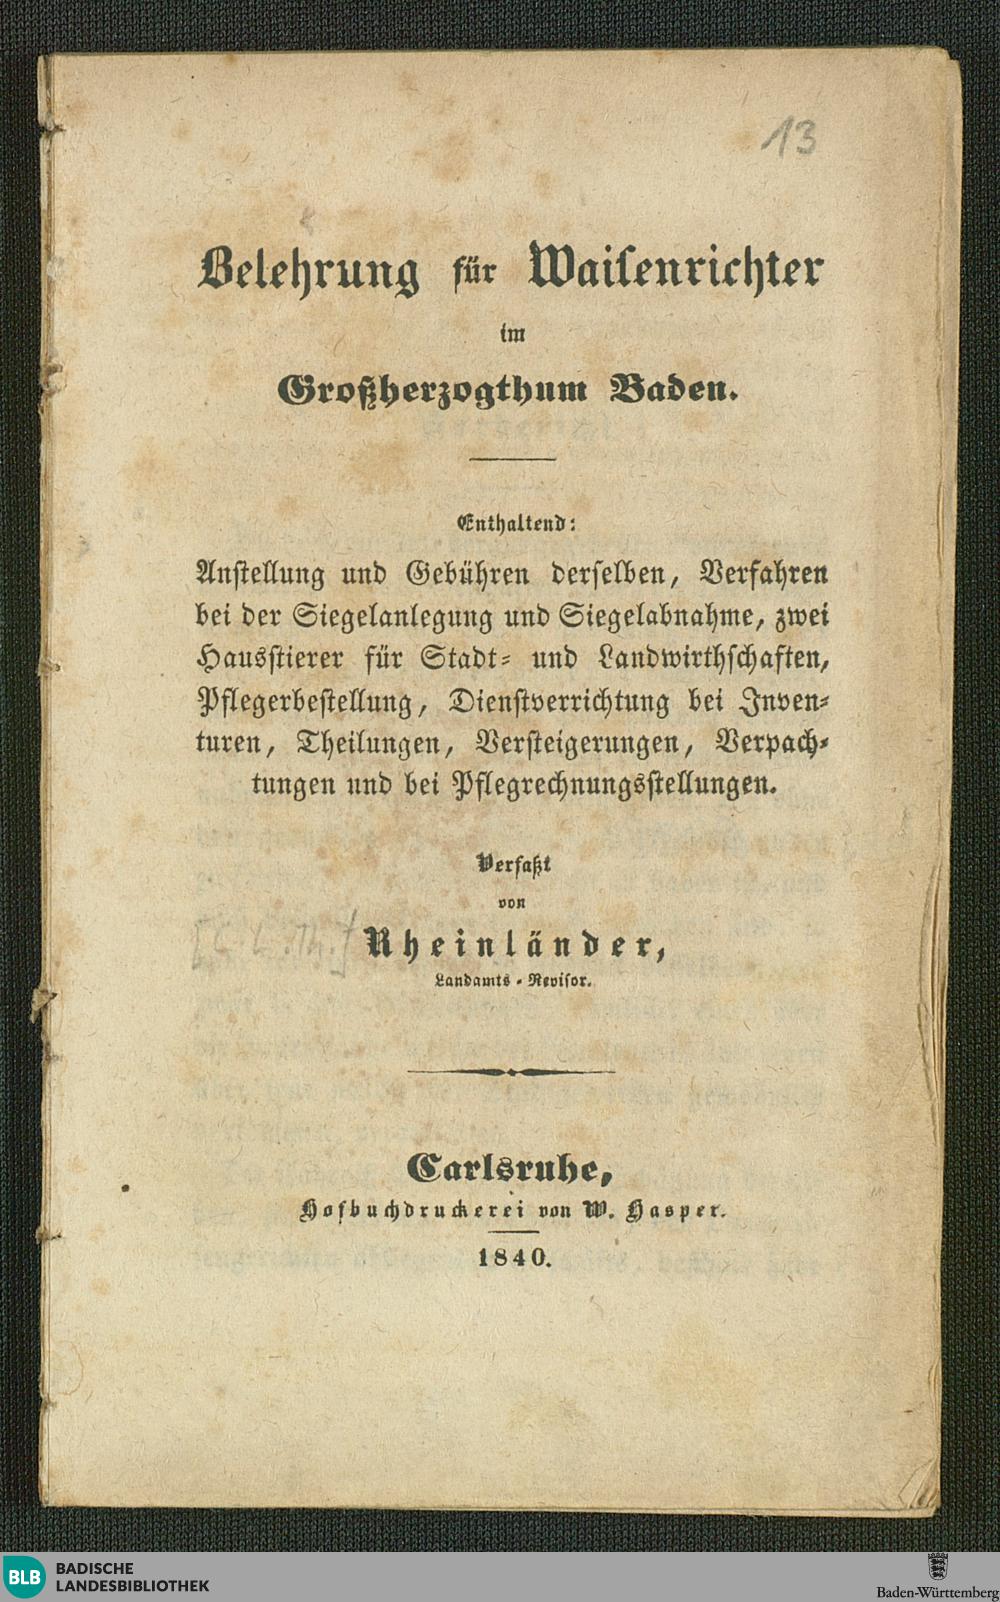 13
Belehrung für Waisenrichter
im
Großherzogthum Baden.
Enthaltend:
Anstellung und Gebühren derselben, Verfahren
bei der Siegelanlegung und Siegelabnahme, zwei
Hausstierer für Stadt- und Landwirthschaften,
Pflegerbestellung, Dienstverrichtung bei Inven-
turen, Theilungen, Versteigerungen, Verpach-
tungen und bei Pflegrechnungsstellungen.
Verfaßt
von
Rheinländer,
Landamts-Revisor.
Carlsruhe,
Hofbuchdruckerei von W. Hasper.
1840.
BLB BADISCHE
LANDESBIBLIOTHEK
Baden-Württemberg